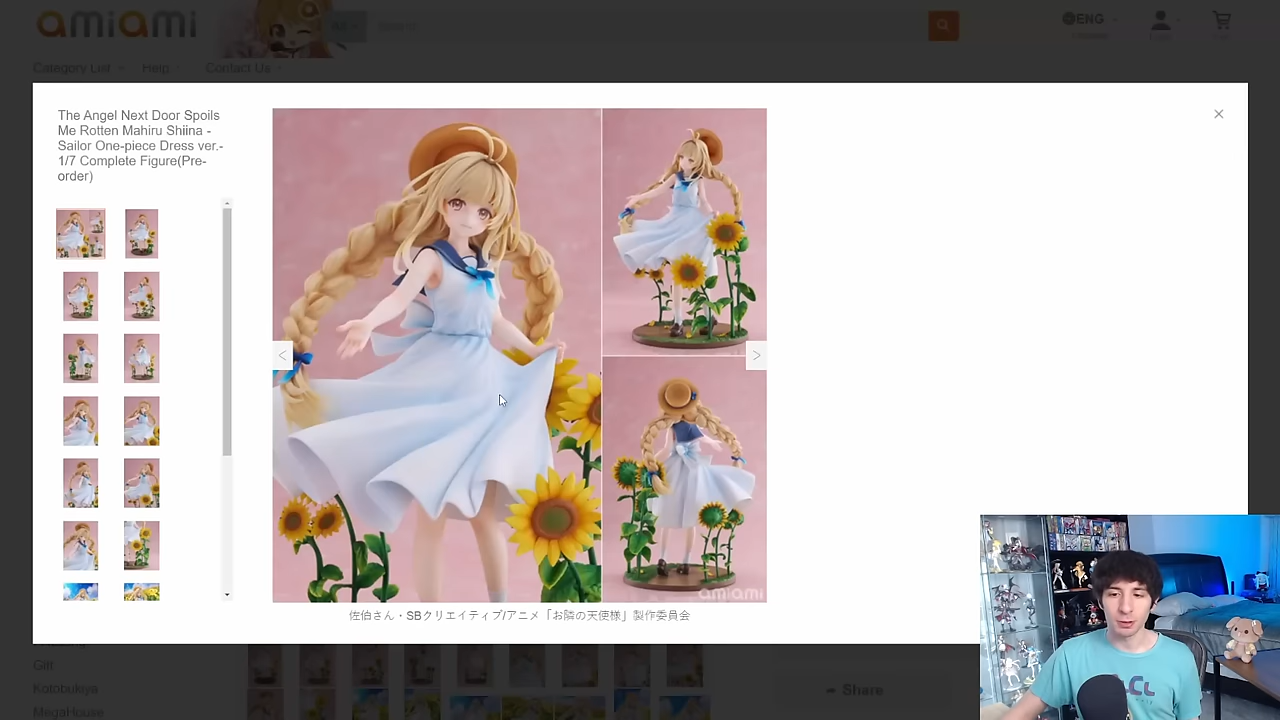 amiami
Search
ENG
Category List
Help
Contact Us
The Angel Next Door Spoils
Me Rotten Mahiru Shiina -
Sailor One-piece Dress ver.-
1/7 Complete Figure(Pre-
order)
<
>
amiami
佐伯さん・SBクリエイティブ/アニメ「お隣の天使様」製作委員会
Gift
Kotobukiya
MegaHouse
Share